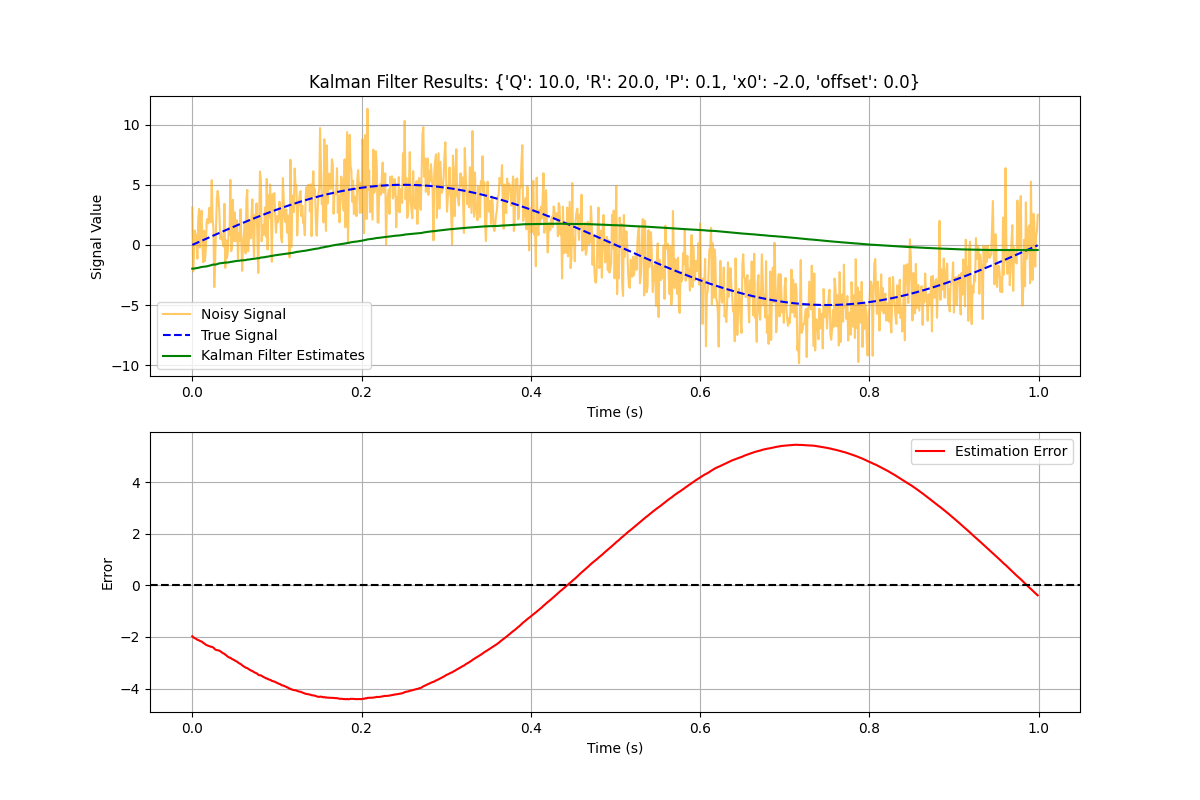 Kalman Filter Results: {'Q': 10.0, 'R': 20.0, 'P': 0.1, 'x0': -2.0, 'offset': 0.0}
Signal Value
10
5
0
−5
−10
Noisy Signal
True Signal
Kalman Filter Estimates
0.0 0.2 0.4 0.6 0.8 1.0
Time (s)
Error
4
2
0
−2
−4
Estimation Error
0.0 0.2 0.4 0.6 0.8 1.0
Time (s)